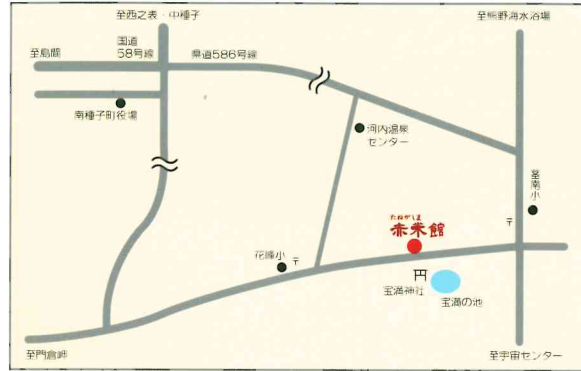 至西之表・中種子
至熊野海水浴場
至島間
国道
58号線
県道586号線
南種子町役場
河内温泉
センター
茎南小
〒
たねがしま
赤米館
花峰小
〒
宝満神社
宝満の池
至門倉岬
至宇宙センター